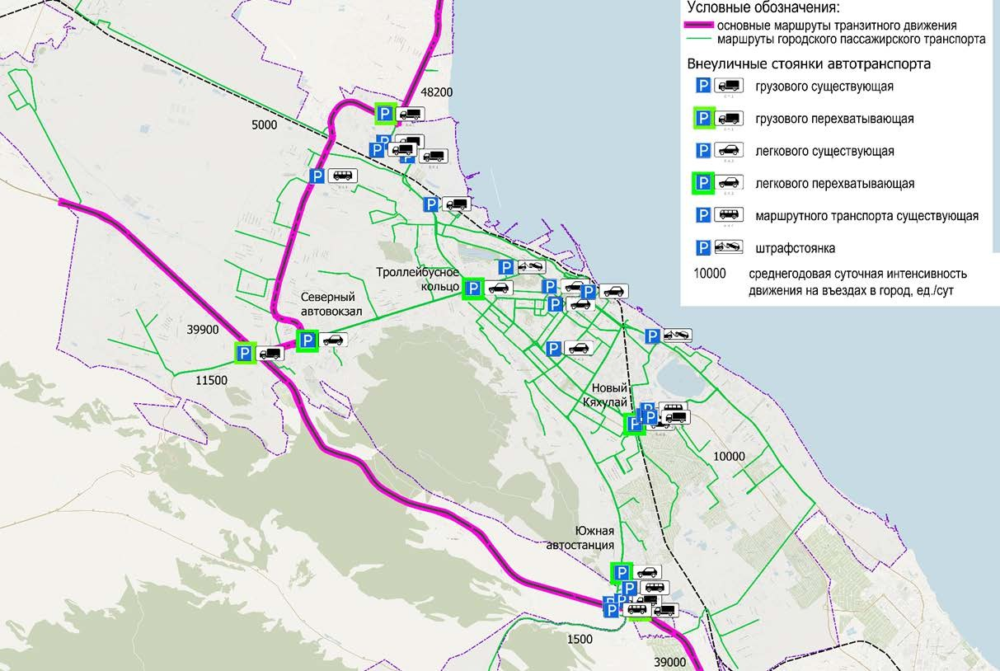 Условные обозначения:
основные маршруты транзитного движения
маршруты городского пассажирского транспорта
Внеуличные стоянки автотранспорта
P грузового существующая
P грузового перехватывающая
P легкового существующая
P легкового перехватывающая
P маршрутного транспорта существующая
P штрафстоянка
10000 среднегодовая суточная интенсивность
движения на въездах в город, ед./сут
48200
P
5000
P
P
P
P
P
P
Троллейбусное
кольцо
P
P
P
P
Северный
автовокзал
P
39900
P
P
P
11500
Новый
Кяхулай
P
P
P
10000
Южная
автостанция
P
P
P
P
P
1500
39000